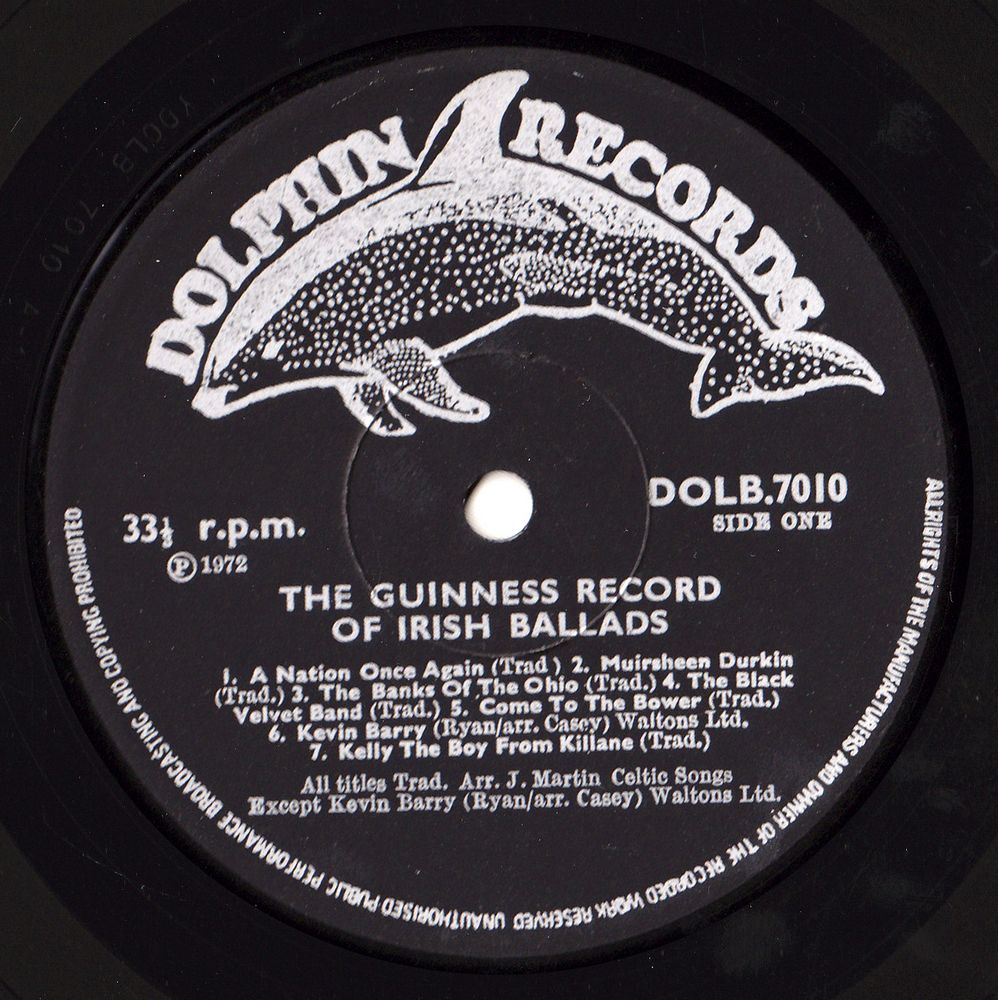 DOLPHIN RECORDS
DOLB.7010
SIDE ONE
33⅓ r.p.m.
Ⓟ 1972
THE GUINNESS RECORD
OF IRISH BALLADS
1. A Nation Once Again (Trad ) 2. Muirsheen Durkin
(Trad.) 3. The Banks Of The Ohio (Trad.) 4. The Black
Velvet Band (Trad.) 5. Come To The Bower (Trad.)
6. Kevin Barry (Ryan/arr. Casey) Waltons Ltd.
7. Kelly The Boy From Killane (Trad.)
All titles Trad. Arr. J. Martin Celtic Songs
Except Kevin Barry (Ryan/arr. Casey) Waltons Ltd.
ALL RIGHTS OF THE MANUFACTURERS AND OWNER OF THE RECORDED WORK RESERVED UNAUTHORISED PUBLIC PERFORMANCE BROADCASTING AND COPYING PROHIBITED